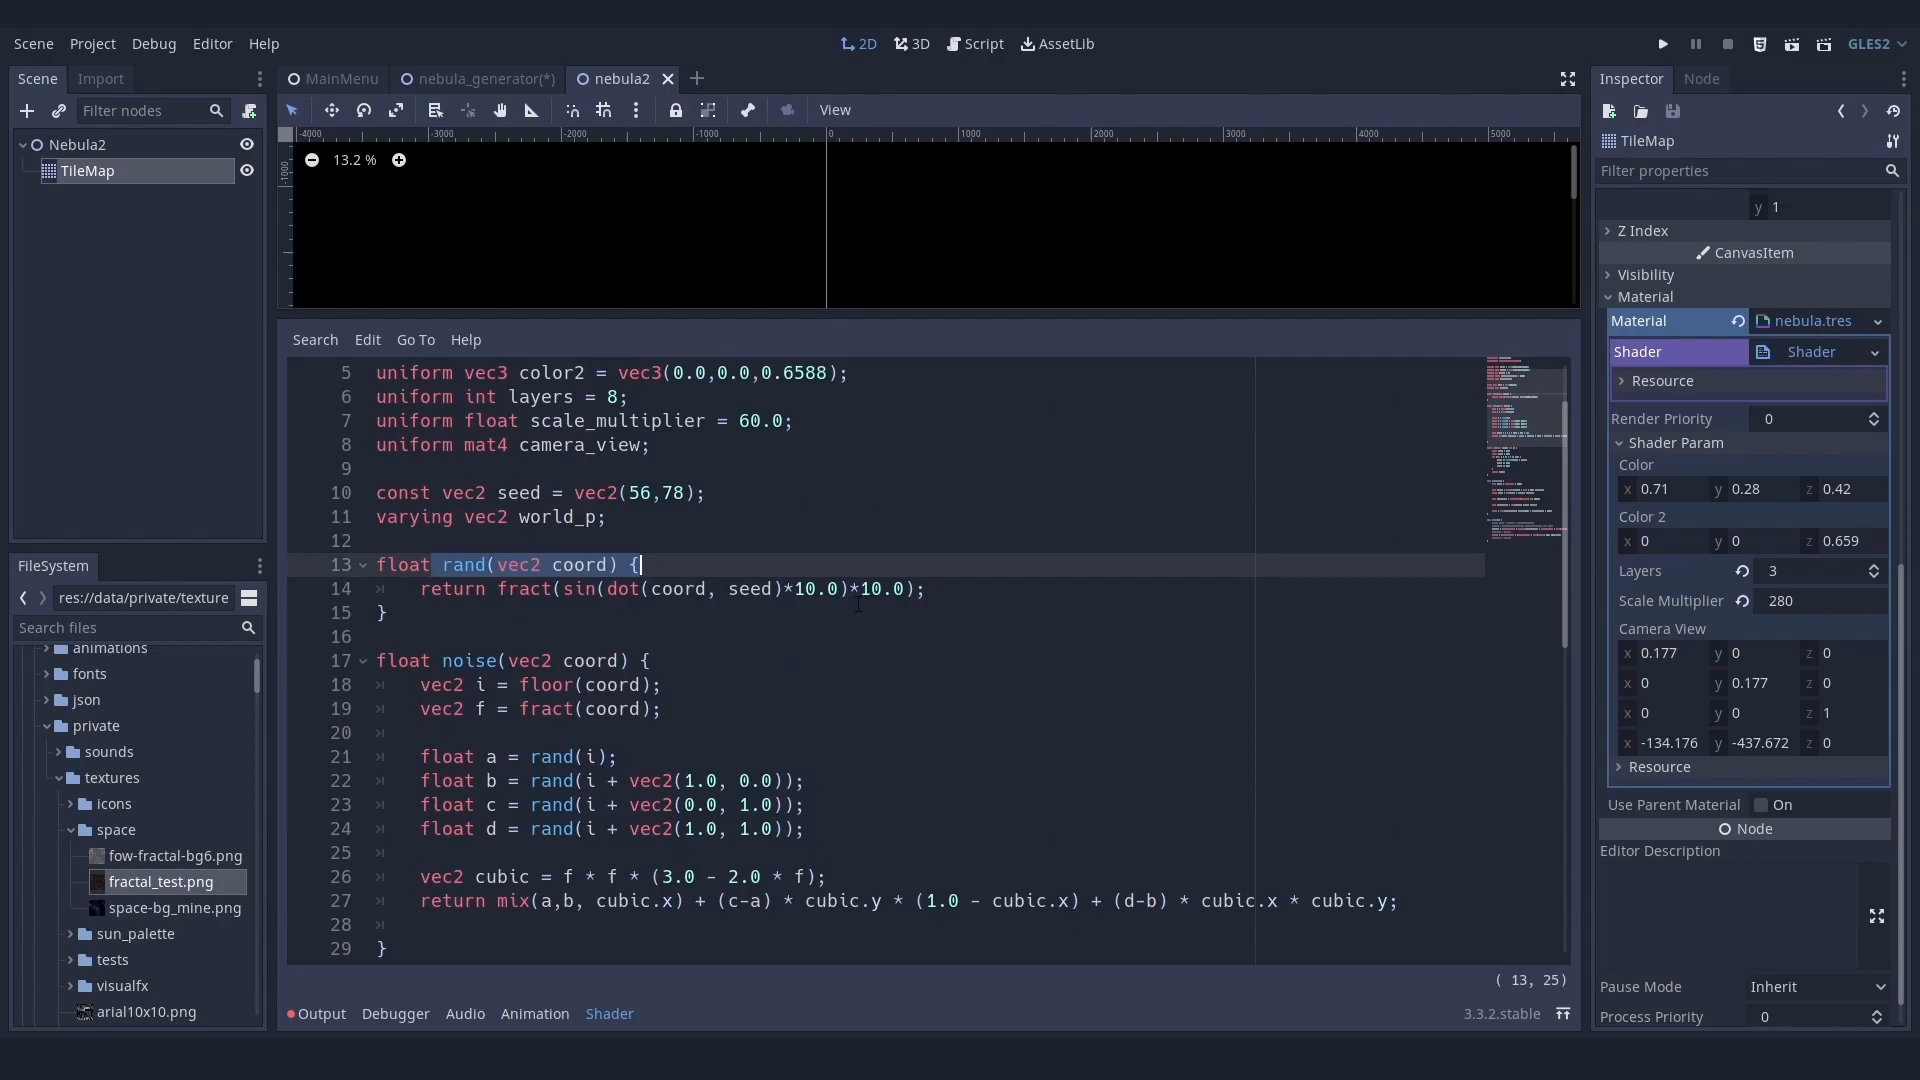 Scene Project Debug Editor Help
2D 3D Script AssetLib
GLES2
Scene Import
Filter nodes
Nebula2
TileMap
FileSystem
res://data/private/texture
Search files
animations
fonts
json
private
sounds
textures
icons
space
fow-fractal-bg6.png
fractal_test.png
space-bg_mine.png
sun_palette
tests
visualfx
arial10x10.png
MainMenu nebula_generator(*) nebula2
View
-4000 -3000 -2000 -1000 0 1000 2000 3000 4000 5000
-1000
13.2 %
Search Edit Go To Help
5 uniform vec3 color2 = vec3(0.0,0.0,0.6588);
6 uniform int layers = 8;
7 uniform float scale_multiplier = 60.0;
8 uniform mat4 camera_view;
9
10 const vec2 seed = vec2(56,78);
11 varying vec2 world_p;
12
13 float rand(vec2 coord) {
14 return fract(sin(dot(coord, seed)*10.0)*10.0);
15 }
16
17 float noise(vec2 coord) {
18 vec2 i = floor(coord);
19 vec2 f = fract(coord);
20
21 float a = rand(i);
22 float b = rand(i + vec2(1.0, 0.0));
23 float c = rand(i + vec2(0.0, 1.0));
24 float d = rand(i + vec2(1.0, 1.0));
25
26 vec2 cubic = f * f * (3.0 - 2.0 * f);
27 return mix(a,b, cubic.x) + (c-a) * cubic.y * (1.0 - cubic.x) + (d-b) * cubic.x * cubic.y;
28
29 }
( 13, 25)
Output Debugger Audio Animation Shader
3.3.2.stable
Inspector Node
TileMap
Filter properties
y 1
Z Index
CanvasItem
Visibility
Material
Material nebula.tres
Shader Shader
Resource
Render Priority 0
Shader Param
Color
x 0.71 y 0.28 z 0.42
Color 2
x 0 y 0 z 0.659
Layers 3
Scale Multiplier 280
Camera View
x 0.177 y 0 z 0
x 0 y 0.177 z 0
x 0 y 0 z 1
x -134.176 y -437.672 z 0
Resource
Use Parent Material On
Node
Editor Description
Pause Mode Inherit
Process Priority 0